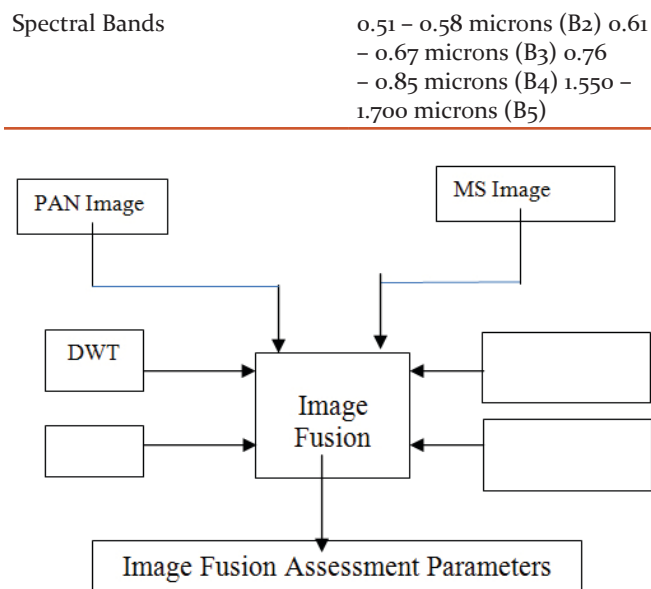 Spectral Bands 0.51 – 0.58 microns (B2) 0.61
– 0.67 microns (B3) 0.76
– 0.85 microns (B4) 1.550 –
1.700 microns (B5)
PAN Image
MS Image
DWT
Image
Fusion
Image Fusion Assessment Parameters